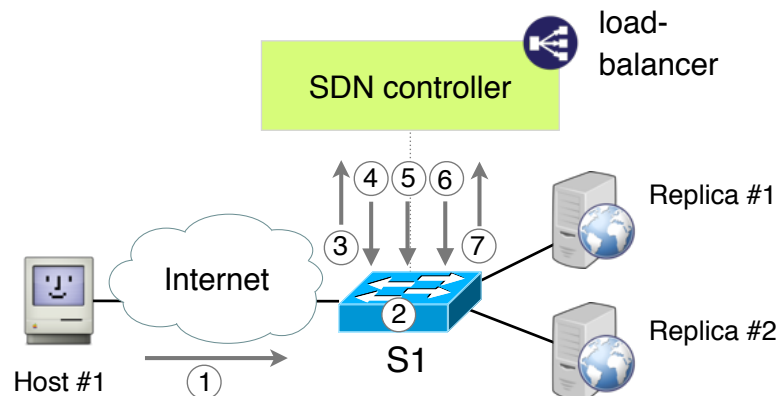 load-
balancer
SDN controller
4 5 6
3 7
Replica #1
Internet
2
S1
Replica #2
Host #1
1